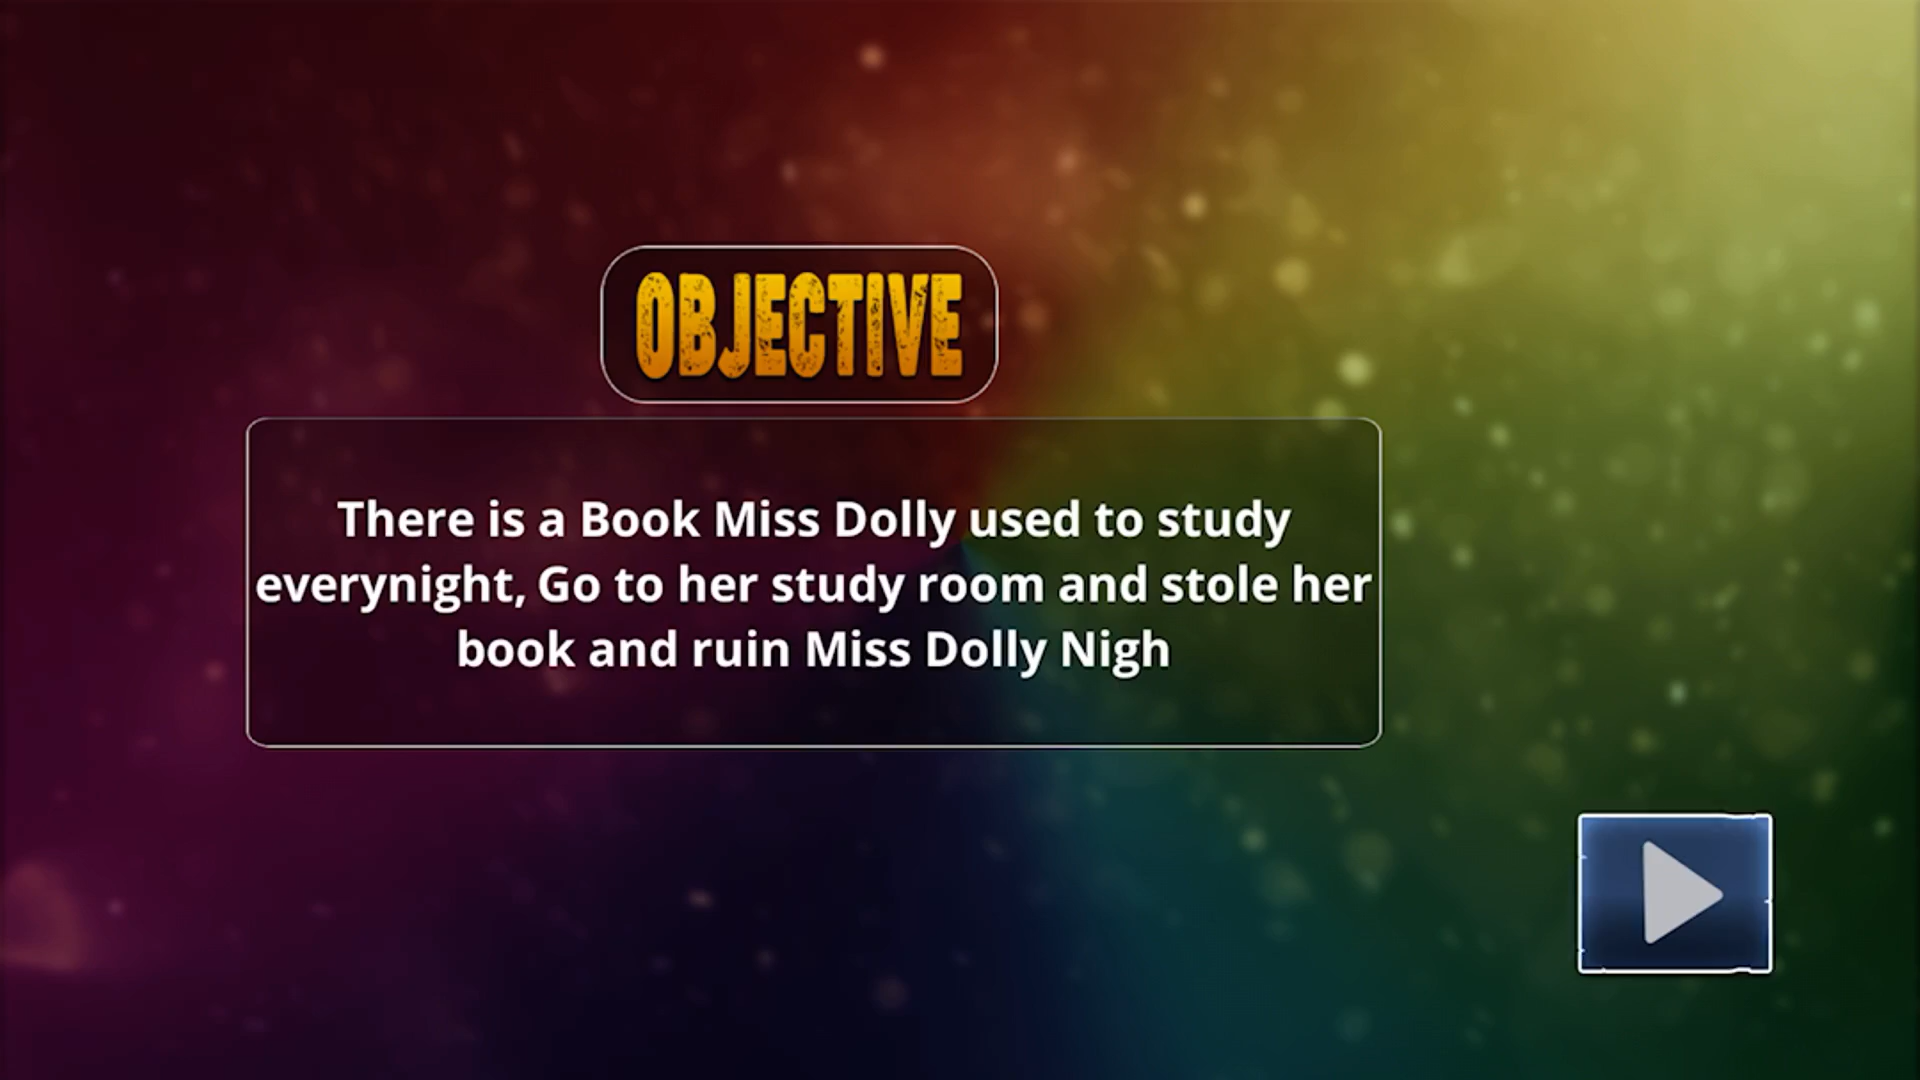 OBJECTIVE
There is a Book Miss Dolly used to study
everynight, Go to her study room and stole her
book and ruin Miss Dolly Nigh